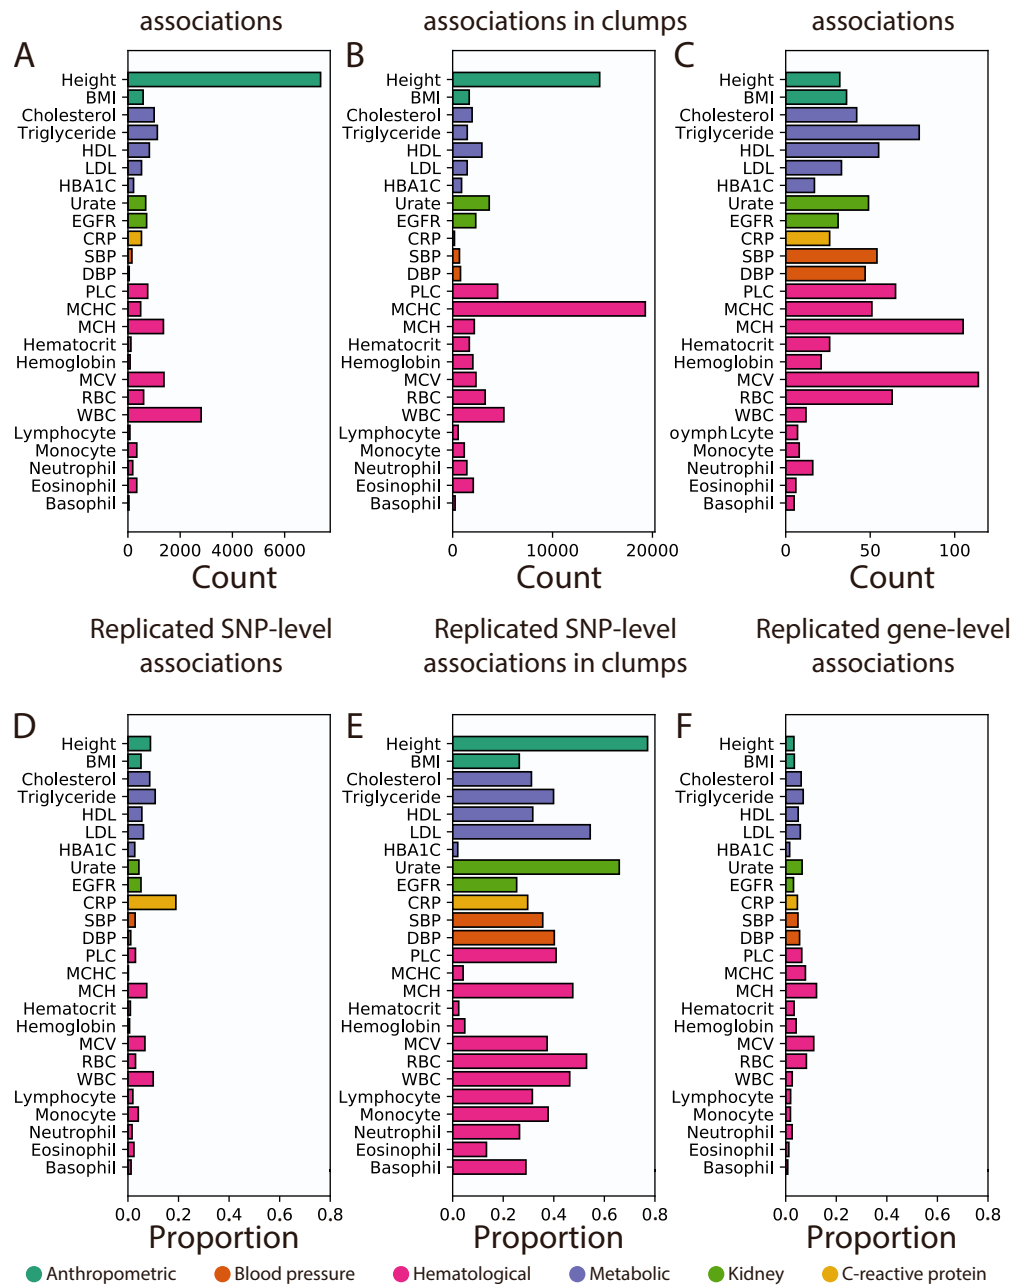 associations
associations in clumps
associations
A
Height
BMI
Cholesterol
Triglyceride
HDL
LDL
HBA1C
Urate
EGFR
CRP
SBP
DBP
PLC
MCHC
MCH
Hematocrit
Hemoglobin
MCV
RBC
WBC
Lymphocyte
Monocyte
Neutrophil
Eosinophil
Basophil
0 2000 4000 6000
Count
B
Height
BMI
Cholesterol
Triglyceride
HDL
LDL
HBA1C
Urate
EGFR
CRP
SBP
DBP
PLC
MCHC
MCH
Hematocrit
Hemoglobin
MCV
RBC
WBC
Lymphocyte
Monocyte
Neutrophil
Eosinophil
Basophil
0 10000 20000
Count
C
Height
BMI
Cholesterol
Triglyceride
HDL
LDL
HBA1C
Urate
EGFR
CRP
SBP
DBP
PLC
MCHC
MCH
Hematocrit
Hemoglobin
MCV
RBC
WBC
oymphLcyte
Monocyte
Neutrophil
Eosinophil
Basophil
0 50 100
Count
Replicated SNP-level
associations
D
Height
BMI
Cholesterol
Triglyceride
HDL
LDL
HBA1C
Urate
EGFR
CRP
SBP
DBP
PLC
MCHC
MCH
Hematocrit
Hemoglobin
MCV
RBC
WBC
Lymphocyte
Monocyte
Neutrophil
Eosinophil
Basophil
0.0 0.2 0.4 0.6 0.8
Proportion
Replicated SNP-level
associations in clumps
E
Height
BMI
Cholesterol
Triglyceride
HDL
LDL
HBA1C
Urate
EGFR
CRP
SBP
DBP
PLC
MCHC
MCH
Hematocrit
Hemoglobin
MCV
RBC
WBC
Lymphocyte
Monocyte
Neutrophil
Eosinophil
Basophil
0.0 0.2 0.4 0.6 0.8
Proportion
Replicated gene-level
associations
F
Height
BMI
Cholesterol
Triglyceride
HDL
LDL
HBA1C
Urate
EGFR
CRP
SBP
DBP
PLC
MCHC
MCH
Hematocrit
Hemoglobin
MCV
RBC
WBC
Lymphocyte
Monocyte
Neutrophil
Eosinophil
Basophil
0.0 0.2 0.4 0.6 0.8
Proportion
Anthropometric Blood pressure Hematological Metabolic Kidney C-reactive protein